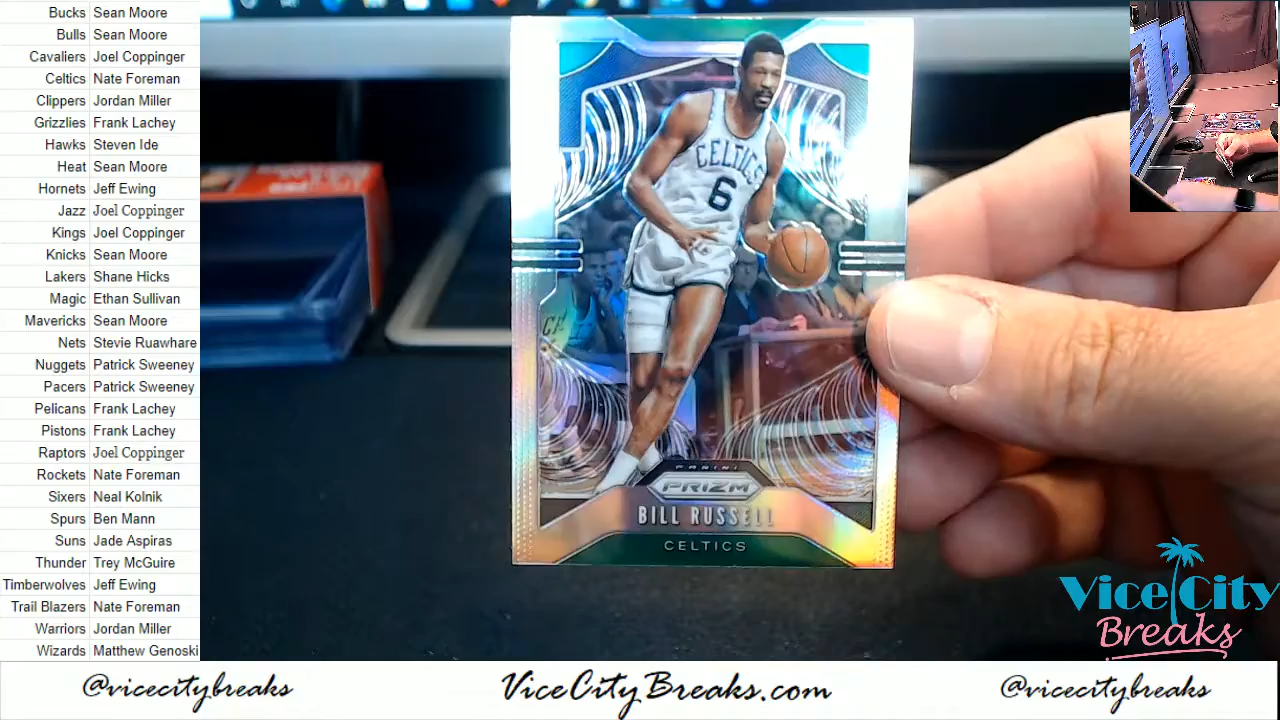 Bucks Sean Moore
Bulls Sean Moore
Cavaliers Joel Coppinger
Celtics Nate Foreman
Clippers Jordan Miller
Grizzlies Frank Lachey
Hawks Steven Ide
Heat Sean Moore
Hornets Jeff Ewing
Jazz Joel Coppinger
Kings Joel Coppinger
Knicks Sean Moore
Lakers Shane Hicks
Magic Ethan Sullivan
Mavericks Sean Moore
Nets Stevie Ruawhare
Nuggets Patrick Sweeney
Pacers Patrick Sweeney
Pelicans Frank Lachey
Pistons Frank Lachey
Raptors Joel Coppinger
Rockets Nate Foreman
Sixers Neal Kolnik
Spurs Ben Mann
Suns Jade Aspiras
Thunder Trey McGuire
Timberwolves Jeff Ewing
Trail Blazers Nate Foreman
Warriors Jordan Miller
Wizards Matthew Genoski
CELTICS
6
PANINI
PRIZM
BILL RUSSELL
CELTICS
Vice City
Breaks
@vicecitybreaks
ViceCityBreaks.com
@vicecitybreaks